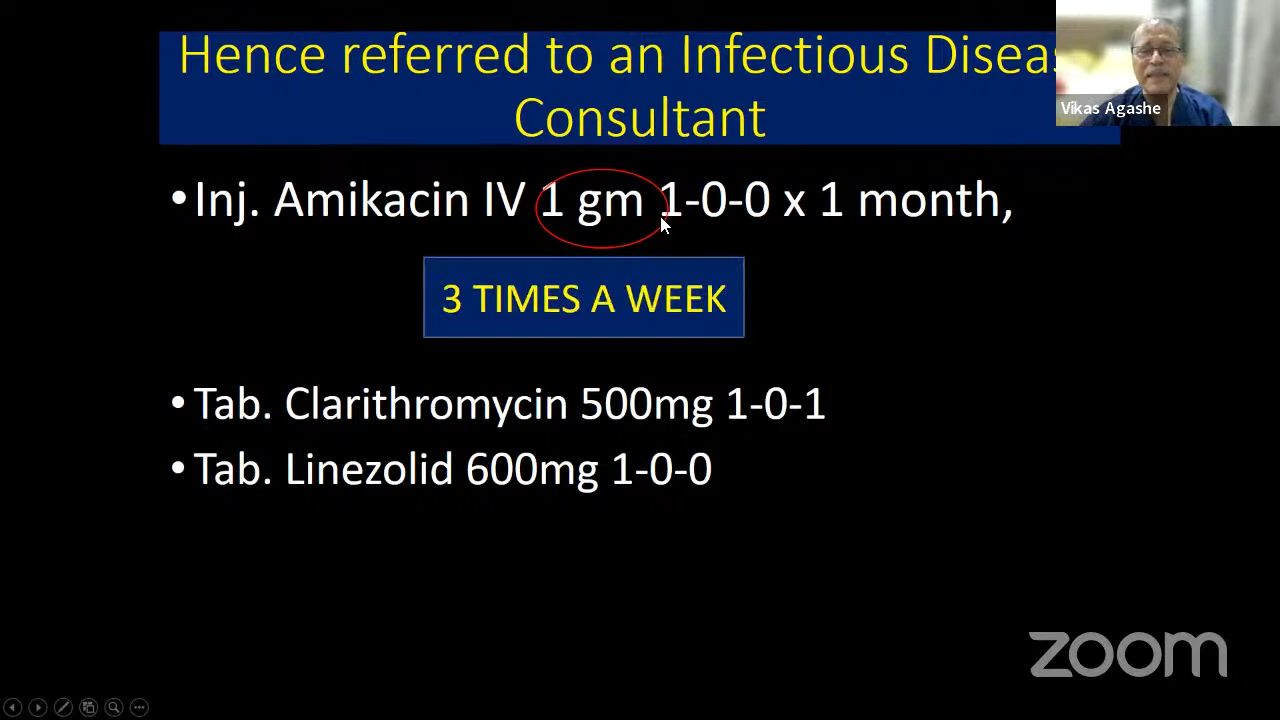 Hence referred to an Infectious Diseas
Consultant
Vikas Agashe
•Inj. Amikacin IV 1 gm 1-0-0 x 1 month,
3 TIMES A WEEK
•Tab. Clarithromycin 500mg 1-0-1
•Tab. Linezolid 600mg 1-0-0
zoom